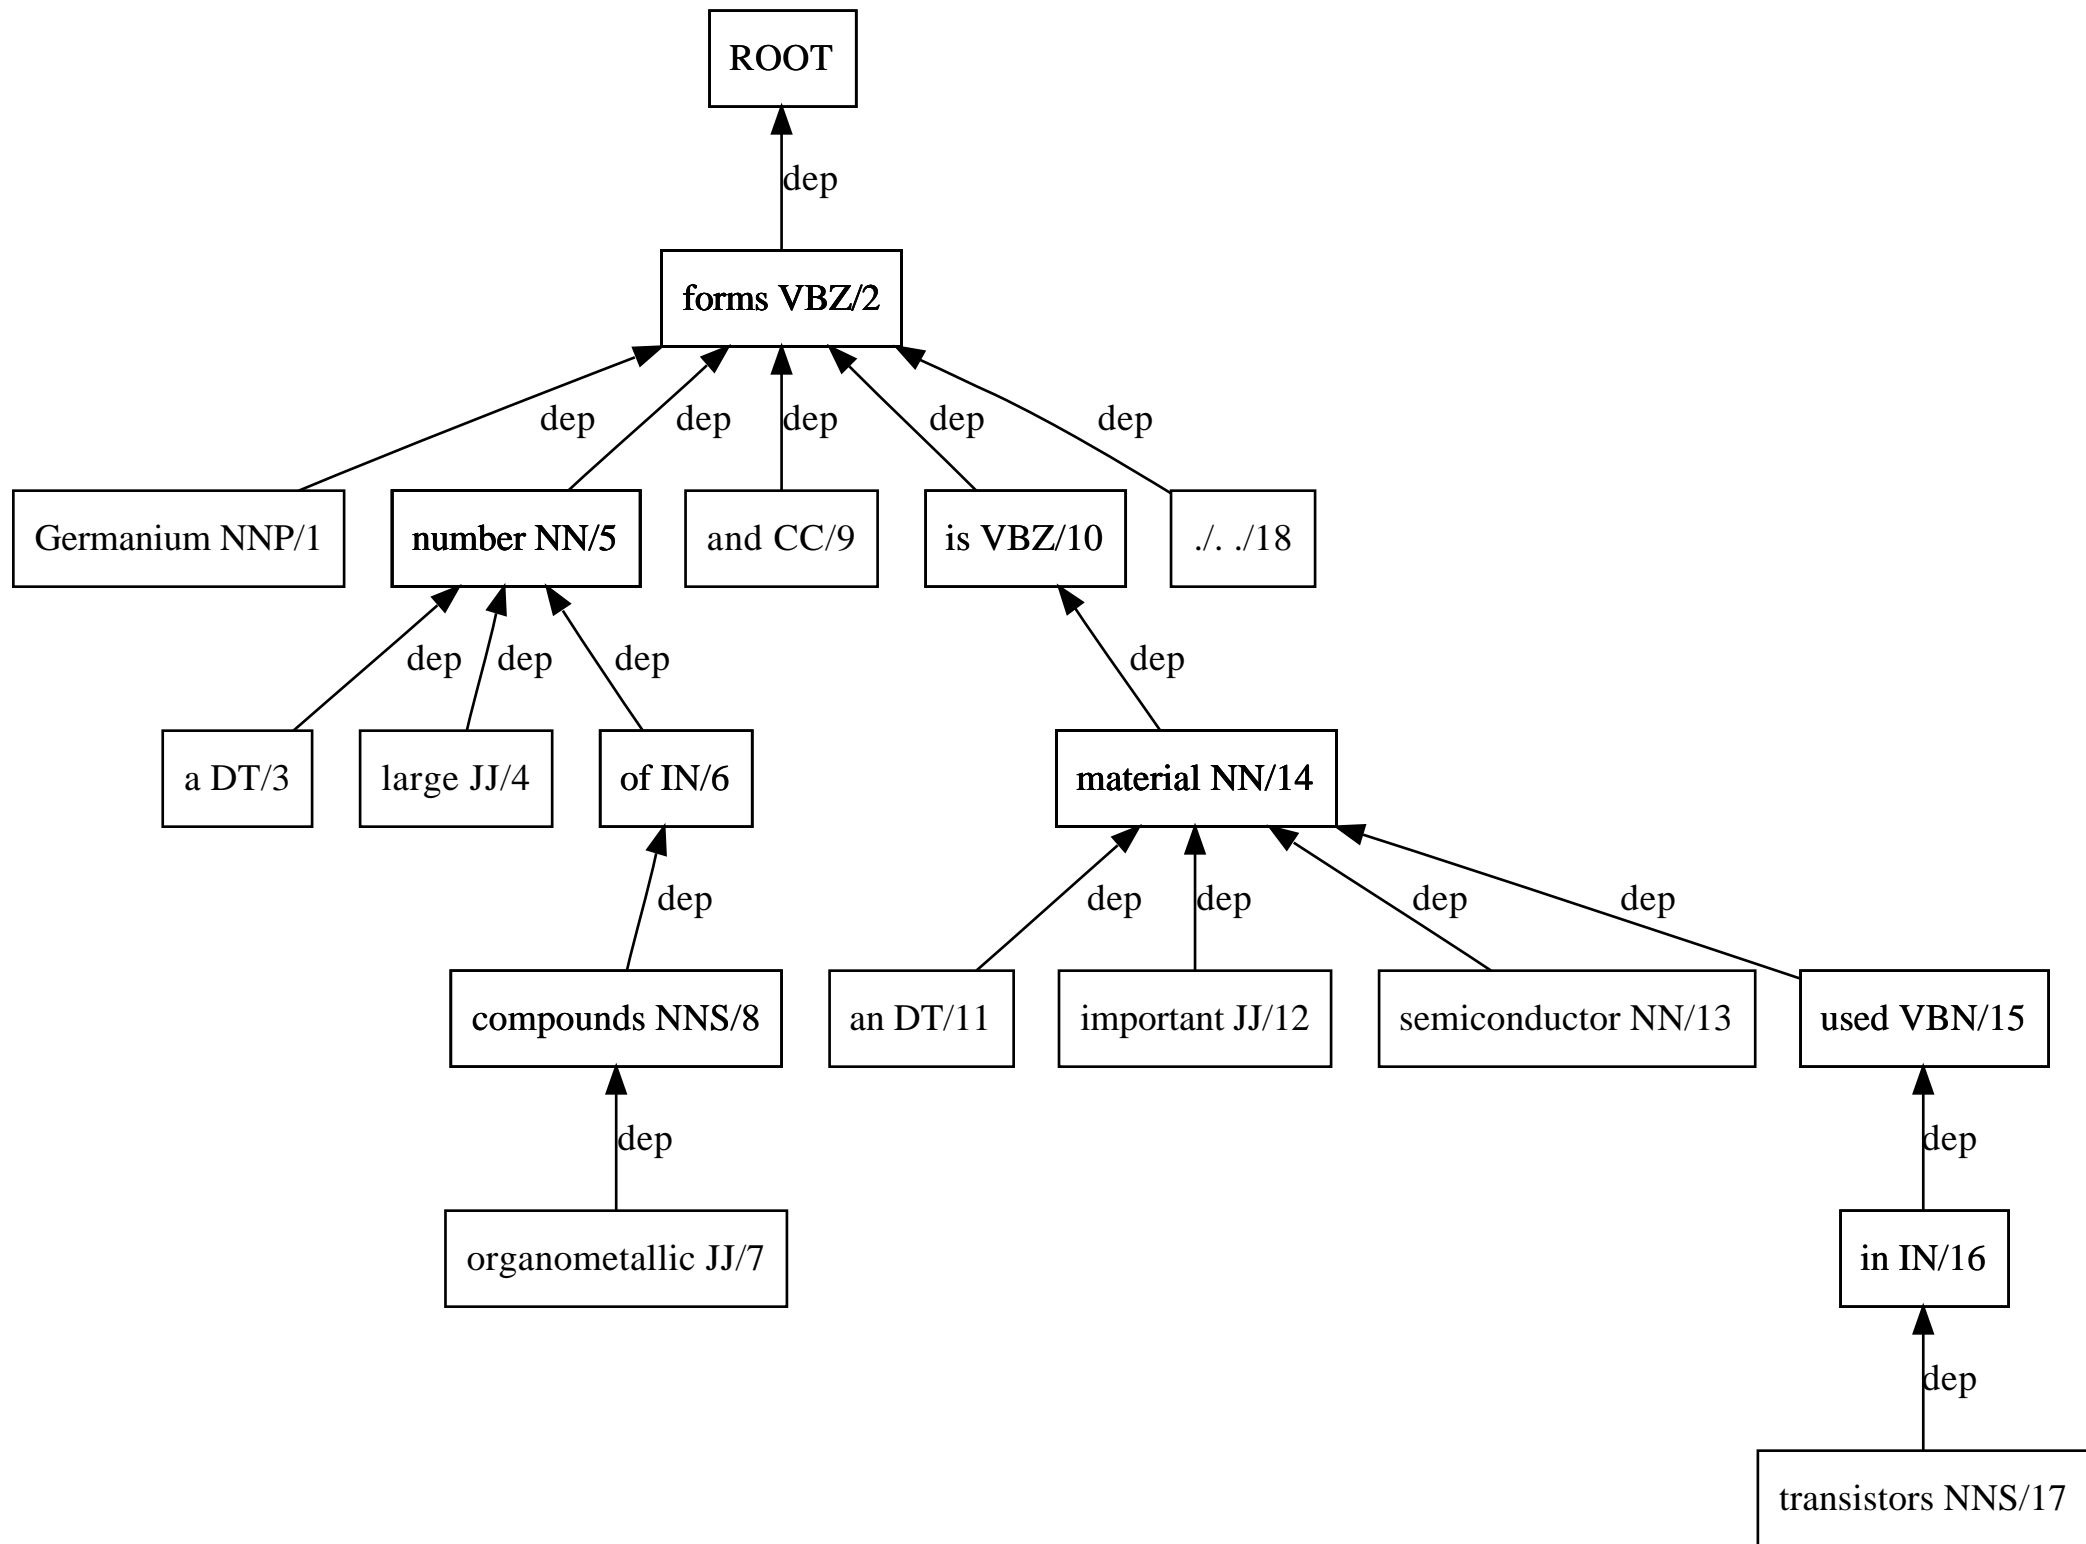 ROOT
dep
forms VBZ/2
dep dep dep dep dep
Germanium NNP/1 number NN/5 and CC/9 is VBZ/10 ./. ./18
dep dep dep dep
a DT/3 large JJ/4 of IN/6 material NN/14
dep dep dep dep dep
compounds NNS/8 an DT/11 important JJ/12 semiconductor NN/13 used VBN/15
dep dep
organometallic JJ/7 in IN/16
dep
transistors NNS/17